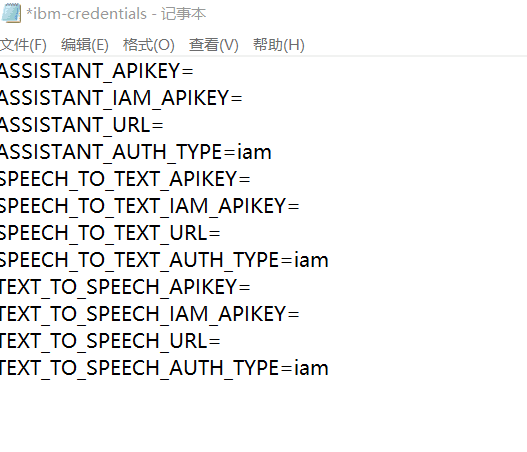 *ibm-credentials - 记事本
文件(F) 编辑(E) 格式(O) 查看(V) 帮助(H)
ASSISTANT_APIKEY=
ASSISTANT_IAM_APIKEY=
ASSISTANT_URL=
ASSISTANT_AUTH_TYPE=iam
SPEECH_TO_TEXT_APIKEY=
SPEECH_TO_TEXT_IAM_APIKEY=
SPEECH_TO_TEXT_URL=
SPEECH_TO_TEXT_AUTH_TYPE=iam
TEXT_TO_SPEECH_APIKEY=
TEXT_TO_SPEECH_IAM_APIKEY=
TEXT_TO_SPEECH_URL=
TEXT_TO_SPEECH_AUTH_TYPE=iam